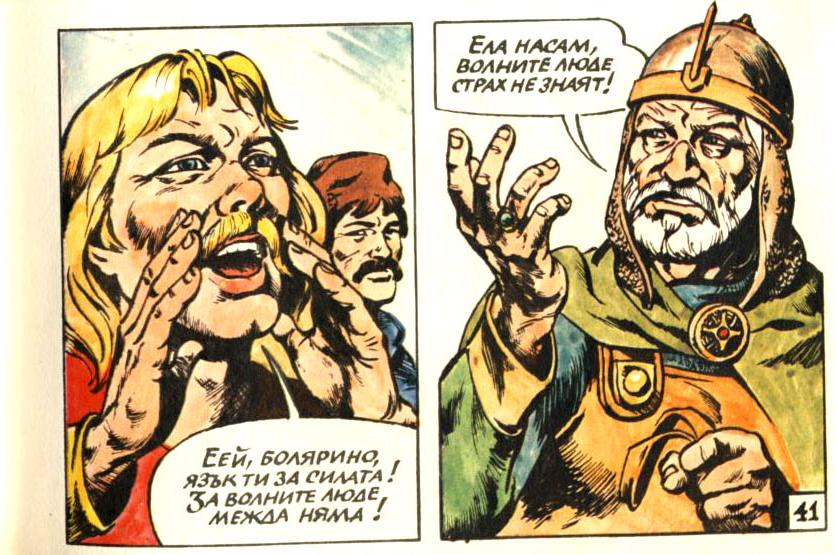 Еей, болярино,
язък ти за силата!
За волните люде
межда няма!
Ела насам,
волните люде
страх не знаят!
41